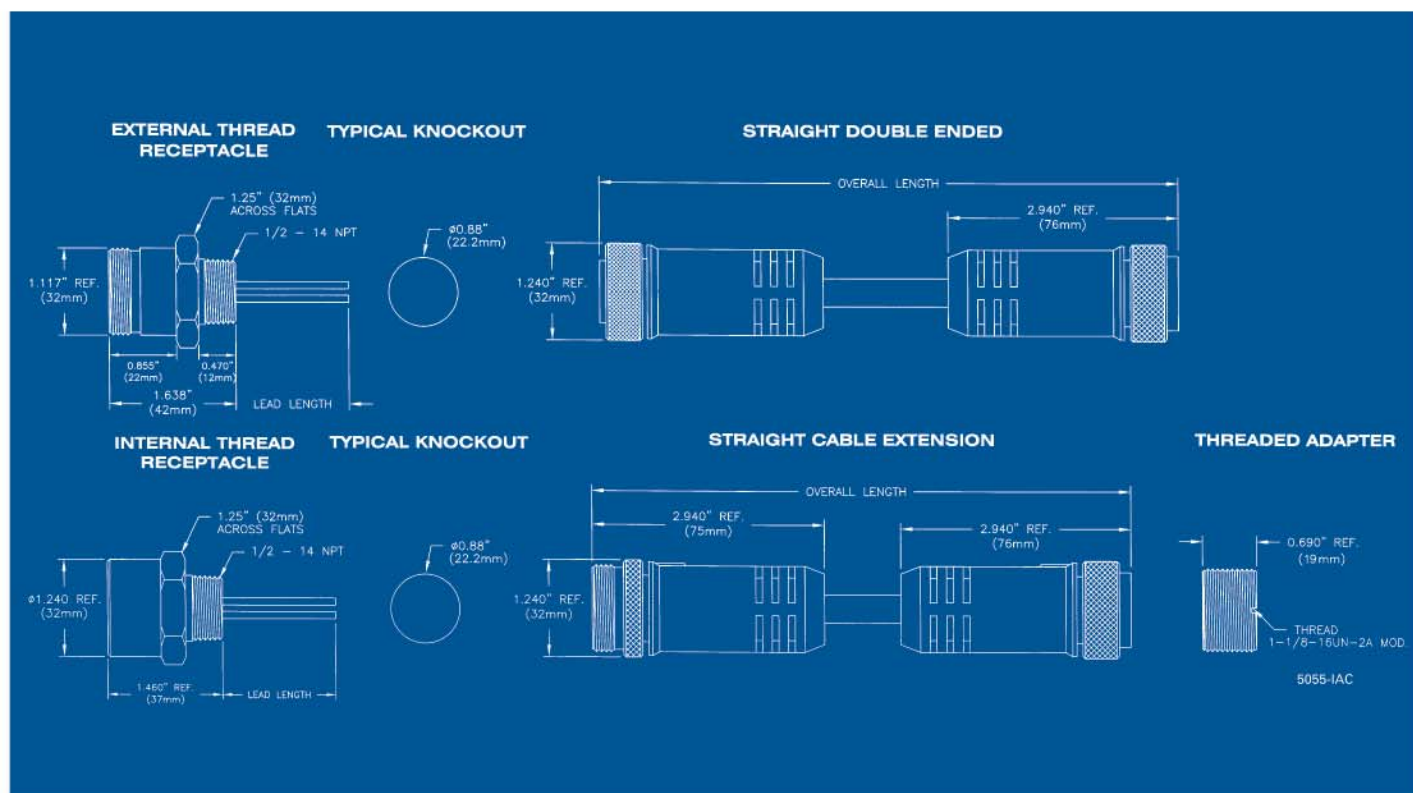 EXTERNAL THREAD
RECEPTACLE
TYPICAL KNOCKOUT
STRAIGHT DOUBLE ENDED
1.25" (32mm)
ACROSS FLATS
1/2 - 14 NPT
1.117" REF.
(32mm)
0.855"
(22mm)
0.470"
(12mm)
1.638"
(42mm)
LEAD LENGTH
ø0.88"
(22.2mm)
OVERALL LENGTH
2.940" REF.
(76mm)
1.240" REF.
(32mm)
INTERNAL THREAD
RECEPTACLE
TYPICAL KNOCKOUT
STRAIGHT CABLE EXTENSION
THREADED ADAPTER
1.25" (32mm)
ACROSS FLATS
1/2 - 14 NPT
ø1.240 REF.
(32mm)
1.460" REF.
(37mm)
LEAD LENGTH
ø0.88"
(22.2mm)
OVERALL LENGTH
2.940" REF.
(75mm)
2.940" REF.
(76mm)
1.240" REF.
(32mm)
0.690" REF.
(19mm)
THREAD
1-1/8-16UN-2A MOD.
5055-IAC